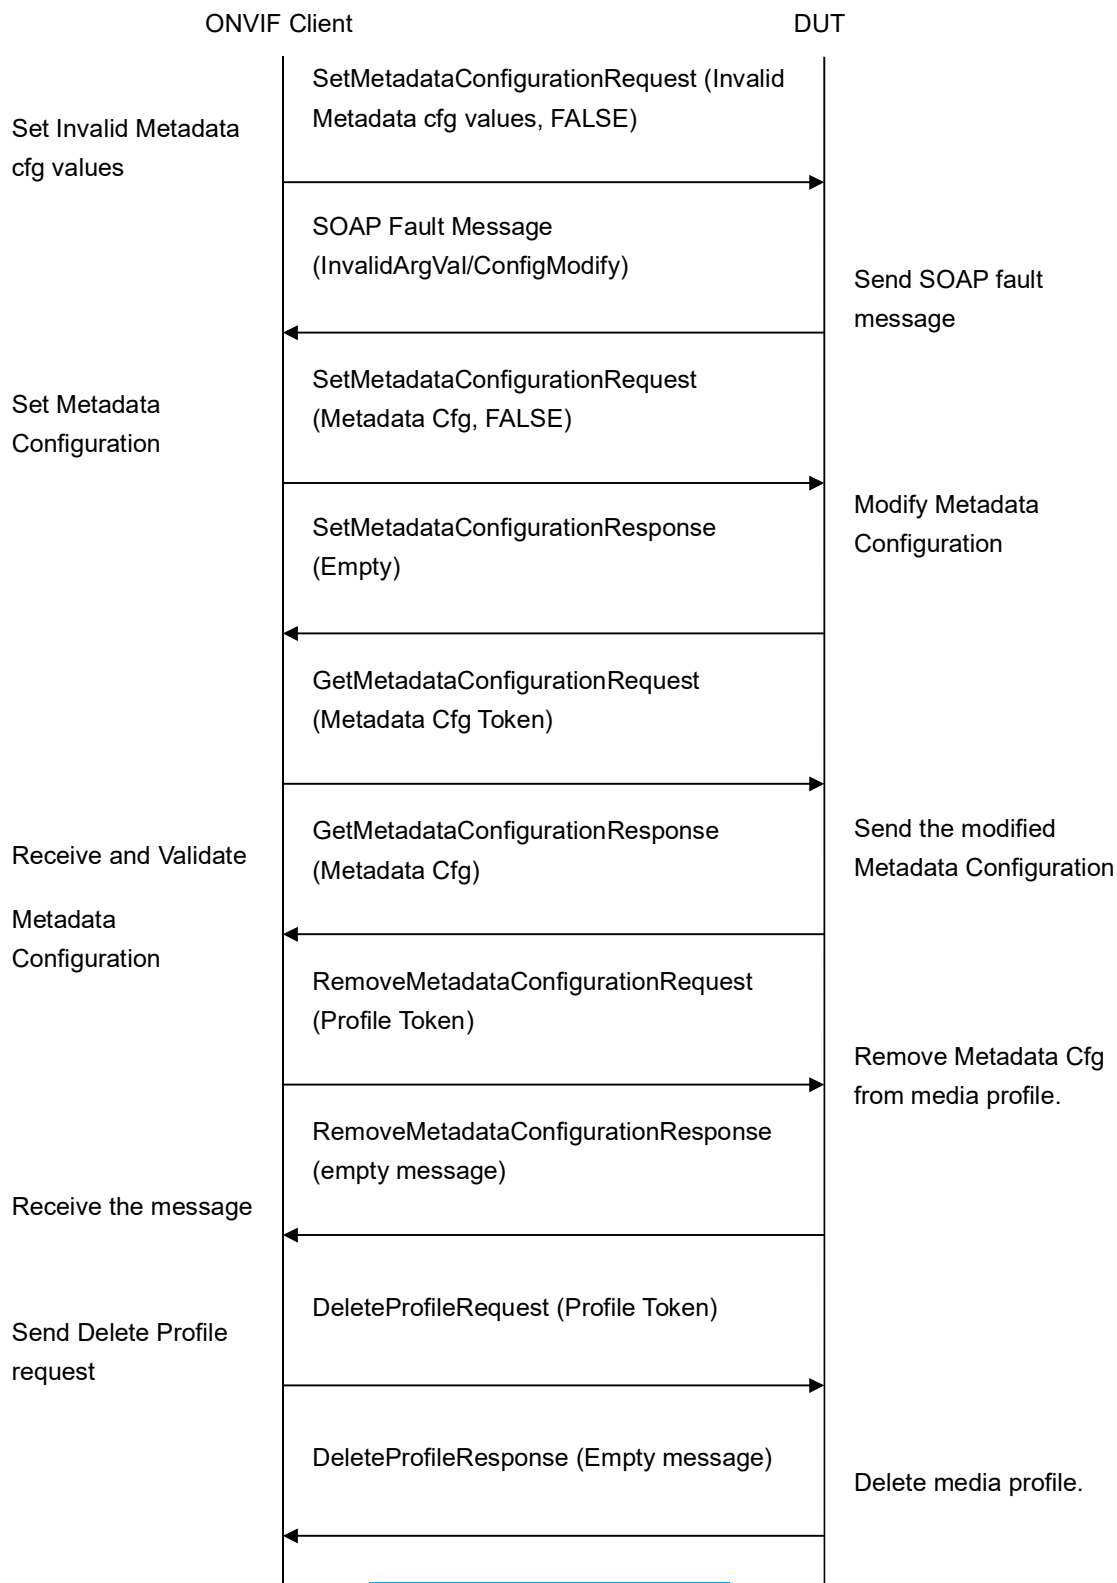 ONVIF Client
DUT
SetMetadataConfigurationRequest (Invalid
Metadata cfg values, FALSE)
Set Invalid Metadata
cfg values
SOAP Fault Message
(InvalidArgVal/ConfigModify)
Send SOAP fault
message
SetMetadataConfigurationRequest
(Metadata Cfg, FALSE)
Set Metadata
Configuration
SetMetadataConfigurationResponse
(Empty)
Modify Metadata
Configuration
GetMetadataConfigurationRequest
(Metadata Cfg Token)
GetMetadataConfigurationResponse
(Metadata Cfg)
Send the modified
Metadata Configuration
Receive and Validate
Metadata
Configuration
RemoveMetadataConfigurationRequest
(Profile Token)
Remove Metadata Cfg
from media profile.
RemoveMetadataConfigurationResponse
(empty message)
Receive the message
DeleteProfileRequest (Profile Token)
Send Delete Profile
request
DeleteProfileResponse (Empty message)
Delete media profile.